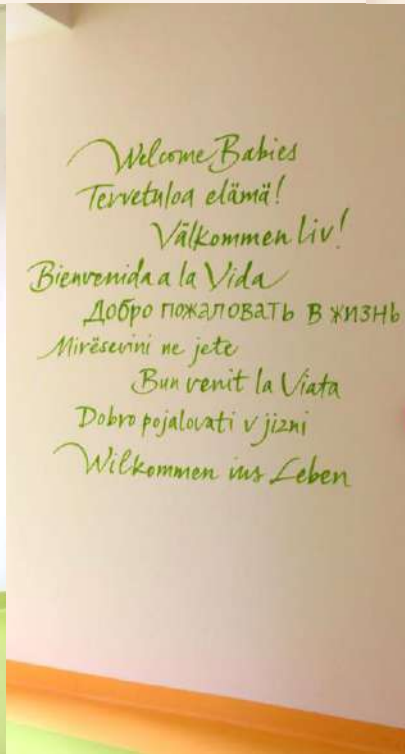 Welcome Babies
Tervetuloa elämä!
Välkommen Liv!
Bienvenida a la Vida
Добро пожаловать в жизнь
Mirësevini ne jete
Bun venit la Viata
Dobro pojalovati v jizni
Wilkommen ins Leben